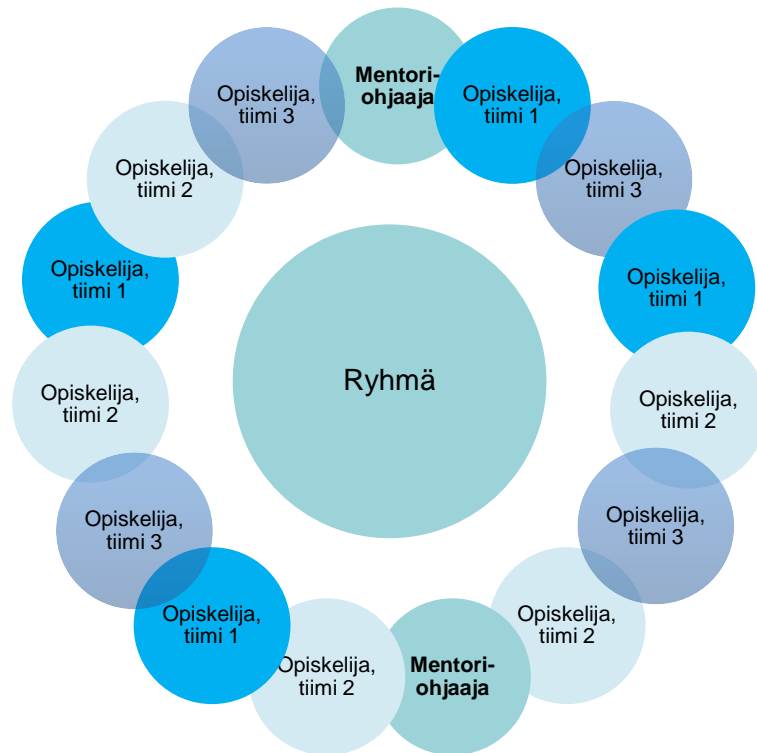 Mentori-
ohjaaja
Opiskelija,
tiimi 1
Opiskelija,
tiimi 3
Opiskelija,
tiimi 1
Opiskelija,
tiimi 2
Opiskelija,
tiimi 3
Opiskelija,
tiimi 2
Mentori-
ohjaaja
Opiskelija,
tiimi 2
Opiskelija,
tiimi 1
Opiskelija,
tiimi 3
Opiskelija,
tiimi 2
Opiskelija,
tiimi 1
Opiskelija,
tiimi 2
Opiskelija,
tiimi 3
Ryhmä